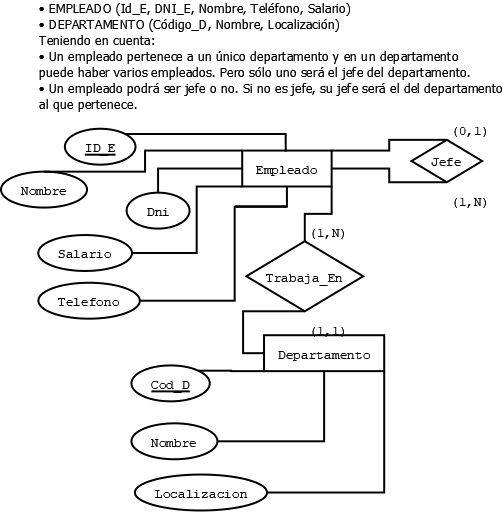 • EMPLEADO (Id_E, DNI_E, Nombre, Teléfono, Salario)
• DEPARTAMENTO (Código_D, Nombre, Localización)
Teniendo en cuenta:
• Un empleado pertenece a un único departamento y en un departamento
puede haber varios empleados. Pero sólo uno será el jefe del departamento.
• Un empleado podrá ser jefe o no. Si no es jefe, su jefe será el del departamento
al que pertenece.
(0,1)
ID_E
Jefe
Empleado
Nombre
(1,N)
Dni
(1,N)
Salario
Trabaja_En
Telefono
(1,1)
Departamento
Cod_D
Nombre
Localizacion